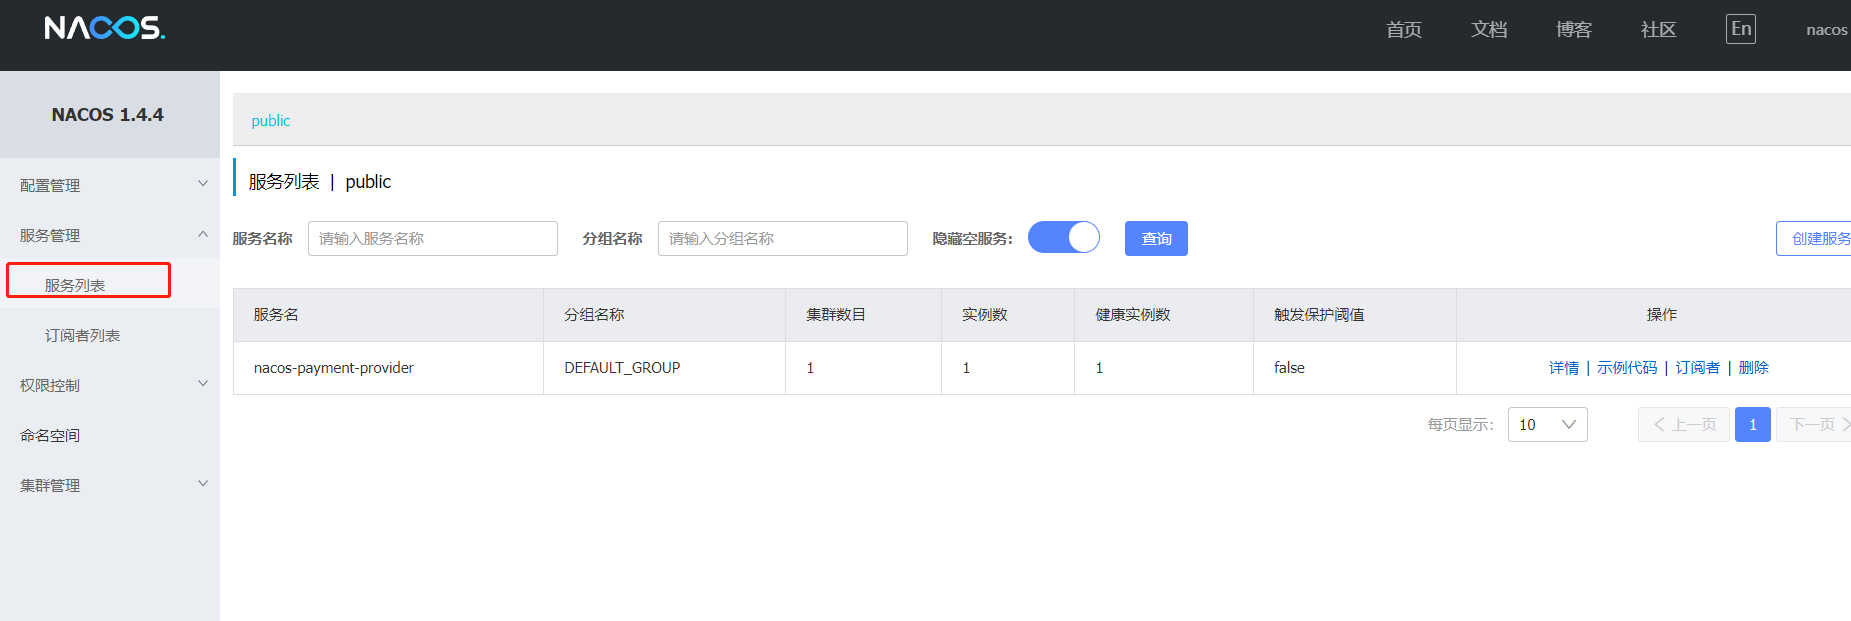 NACOS.
首页 文档 博客 社区 En nacos
NACOS 1.4.4
配置管理
服务管理
服务列表
订阅者列表
权限控制
命名空间
集群管理
public
服务列表 | public
服务名称 请输入服务名称 分组名称 请输入分组名称 隐藏空服务: 查询 创建服务
服务名 分组名称 集群数目 实例数 健康实例数 触发保护阈值 操作
nacos-payment-provider DEFAULT_GROUP 1 1 1 false 详情 | 示例代码 | 订阅者 | 删除
每页显示: 10 上一页 1 下一页